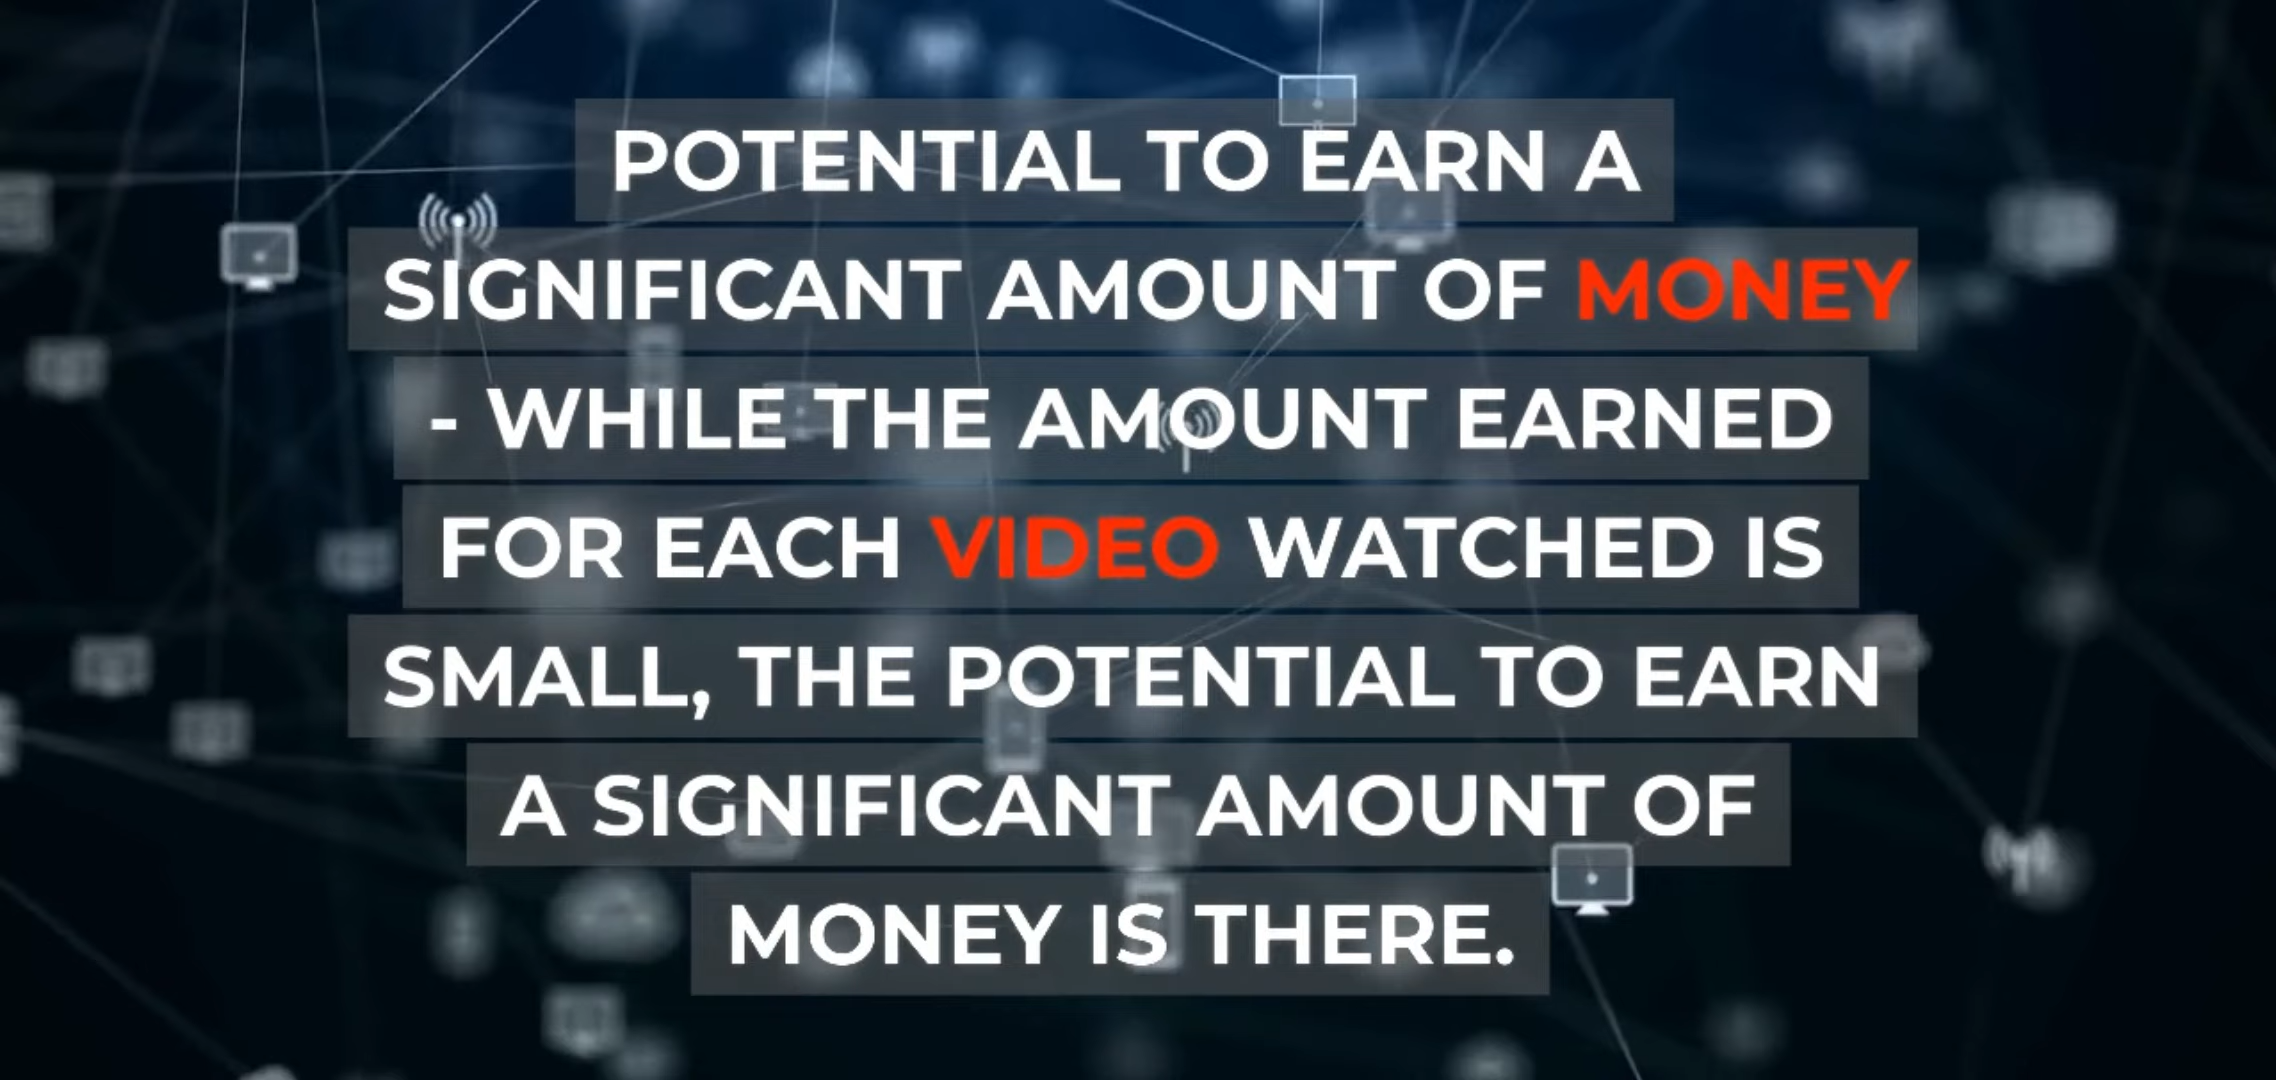 POTENTIAL TO EARN A
SIGNIFICANT AMOUNT OF MONEY
- WHILE THE AMOUNT EARNED
FOR EACH VIDEO WATCHED IS
SMALL, THE POTENTIAL TO EARN
A SIGNIFICANT AMOUNT OF
MONEY IS THERE.